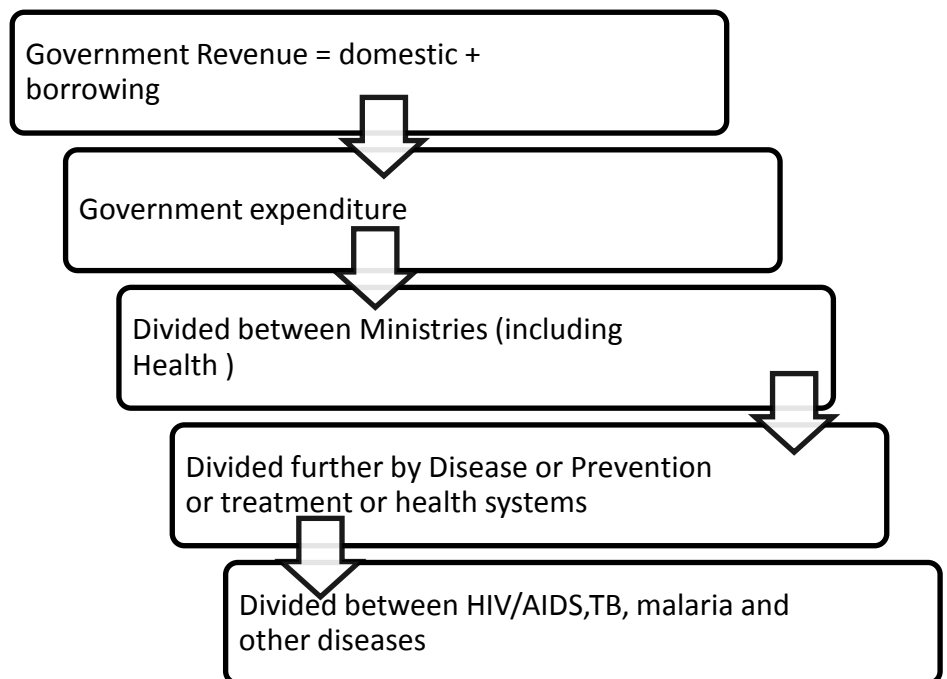 Government Revenue = domestic +
borrowing
Government expenditure
Divided between Ministries (including
Health )
Divided further by Disease or Prevention
or treatment or health systems
Divided between HIV/AIDS,TB, malaria and
other diseases